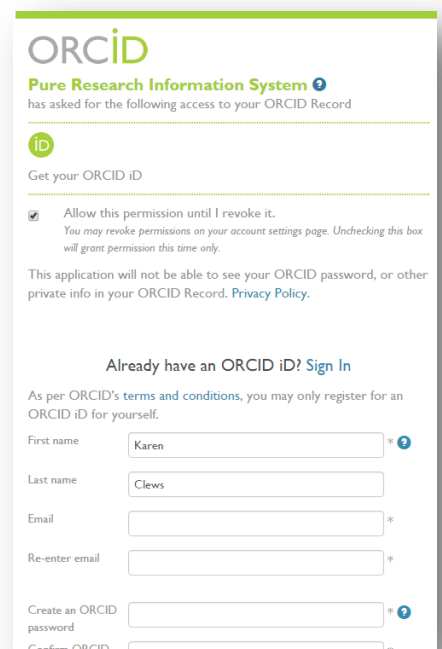 ORCID
Pure Research Information System ?
has asked for the following access to your ORCID Record
iD
Get your ORCID iD
Allow this permission until I revoke it.
You may revoke permissions on your account settings page. Unchecking this box
will grant permission this time only.
This application will not be able to see your ORCID password, or other
private info in your ORCID Record. Privacy Policy.
Already have an ORCID iD? Sign In
As per ORCID's terms and conditions, you may only register for an
ORCID iD for yourself.
First name Karen * ?
Last name Clews
Email *
Re-enter email *
Create an ORCID * ?
password
Confirm ORCID *